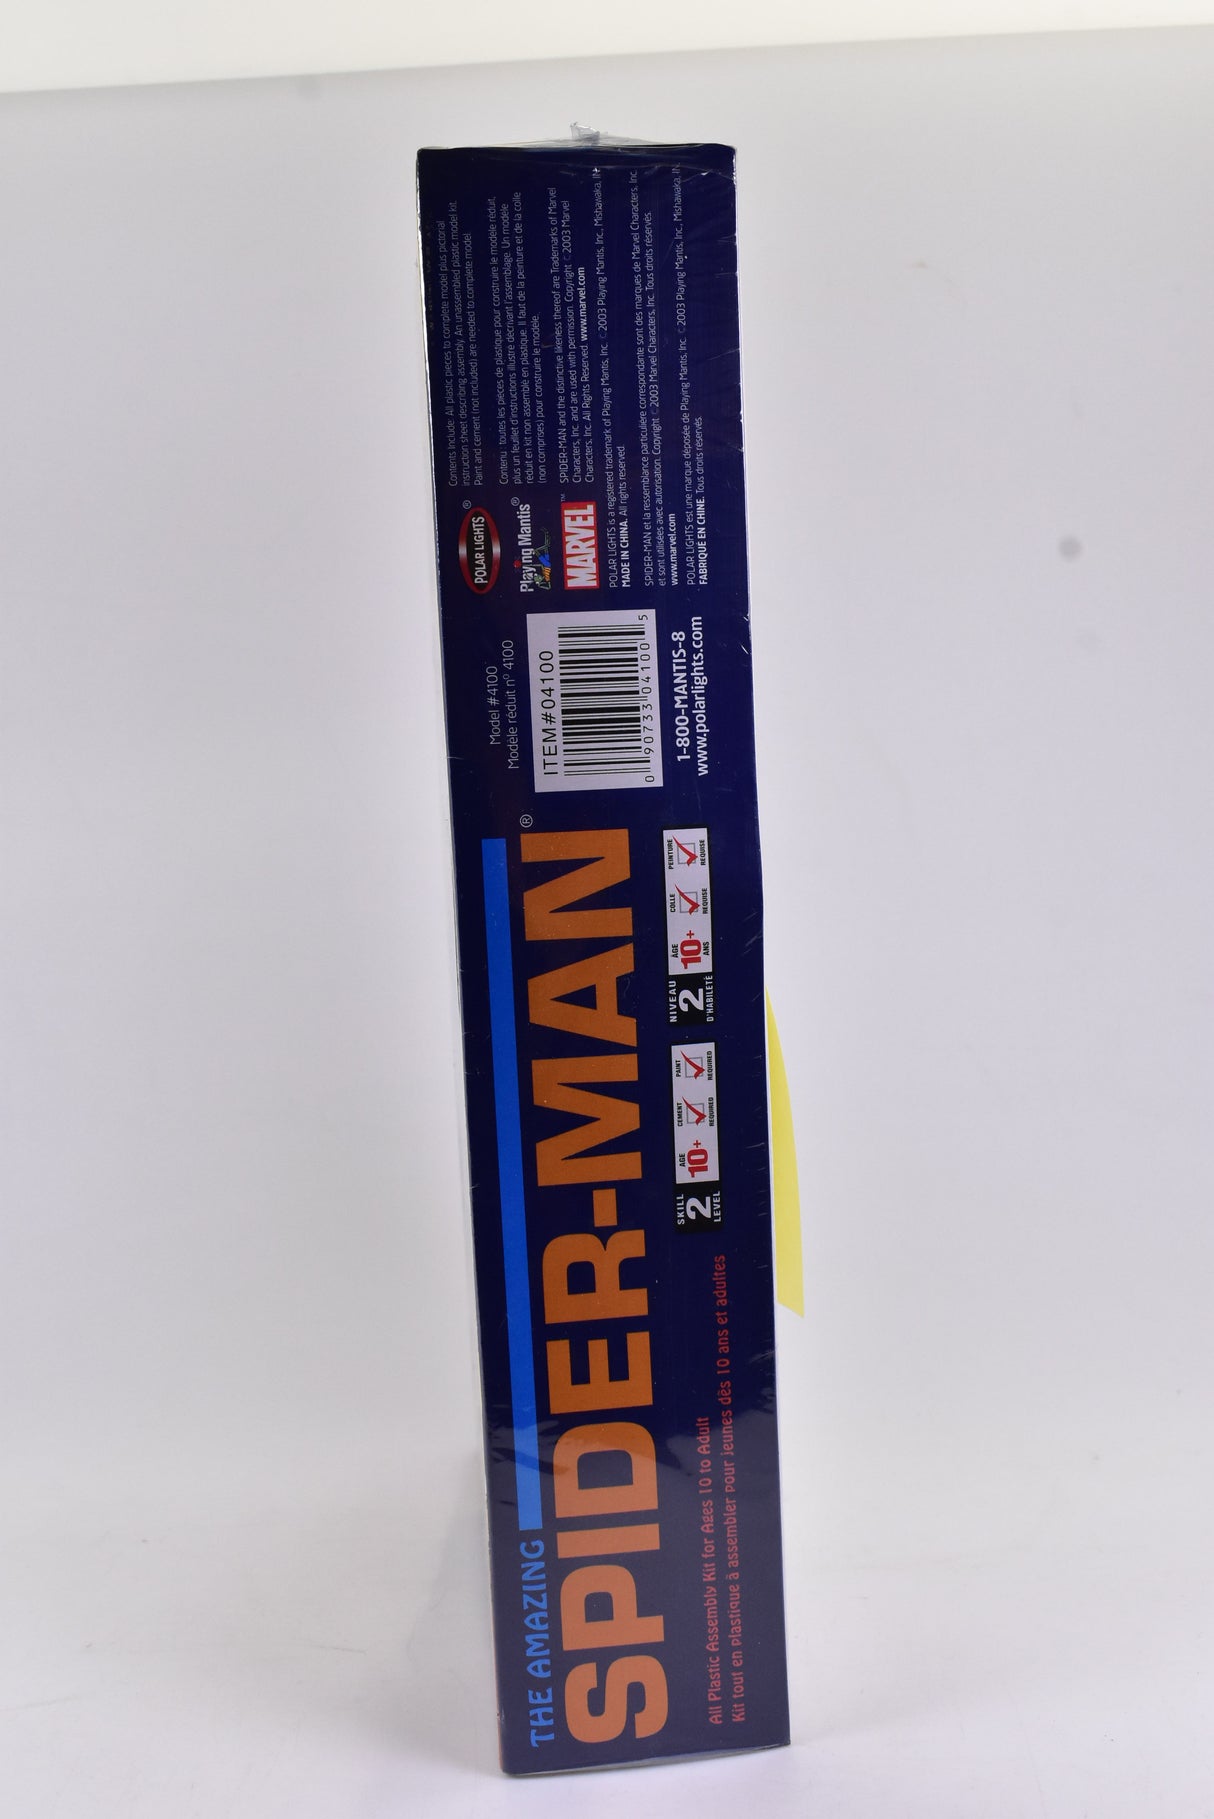 THE AMAZING
SPIDER-MAN®
All Plastic Assembly Kit for Ages 10 to Adult
Kit tout en plastique à assembler pour jeunes dès 10 ans et adultes
SKILL
2
LEVEL
AGE
10+
CEMENT
REQUIRED
PAINT
REQUIRED
NIVEAU
2
D'HABILETÉ
ÂGE
10+
ANS
COLLE
REQUISE
PEINTURE
REQUISE
Model #4100
Modèle réduit nº 4100
ITEM#04100
0 90733 04100 5
1-800-MANTIS-8
www.polarlights.com
POLAR LIGHTS®
Playing Mantis®
MARVEL™
Contents Include: All plastic pieces to complete model plus pictorial
instruction sheet describing assembly. An unassembled plastic model kit.
Paint and cement (not included) are needed to complete model.
Contenu : toutes les pièces de plastique pour construire le modèle réduit,
plus un feuillet d'instructions illustré décrivant l'assemblage. Un modèle
réduit en kit non assemblé en plastique. Il faut de la peinture et de la colle
(non comprises) pour construire le modèle.
SPIDER-MAN and the distinctive likeness thereof are Trademarks of Marvel
Characters, Inc. and are used with permission. Copyright © 2003 Marvel
Characters, Inc. All Rights Reserved. www.marvel.com
POLAR LIGHTS is a registered trademark of Playing Mantis, Inc. © 2003 Playing Mantis, Inc., Mishawaka, IN
MADE IN CHINA. All rights reserved.
SPIDER-MAN et la ressemblance particulière correspondante sont des marques de Marvel Characters, Inc.
et sont utilisées avec autorisation. Copyright © 2003 Marvel Characters, Inc. Tous droits réservés.
www.marvel.com
POLAR LIGHTS est une marque déposée de Playing Mantis, Inc. © 2003 Playing Mantis, Inc., Mishawaka, IN
FABRIQUÉ EN CHINE. Tous droits réservés.